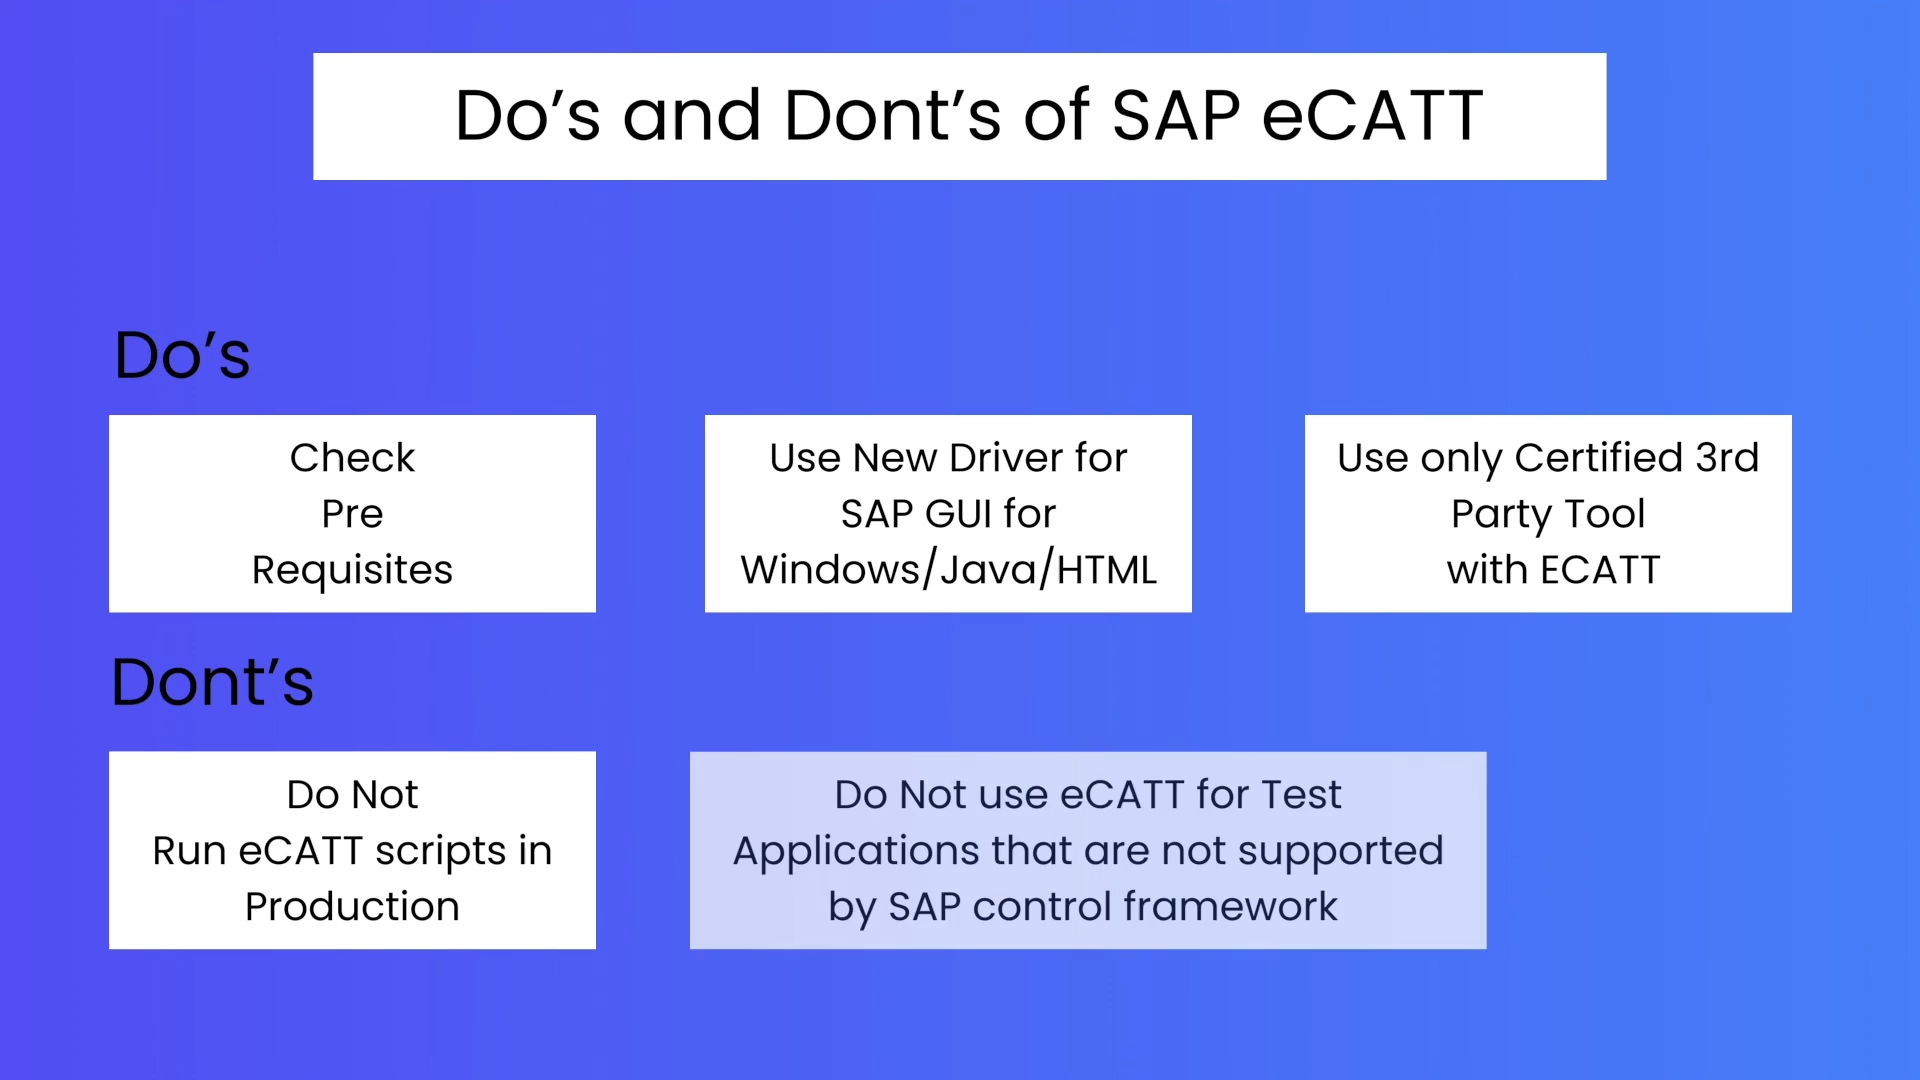 Do’s and Dont’s of SAP eCATT
Do’s
Check
Pre
Requisites
Use New Driver for
SAP GUI for
Windows/Java/HTML
Use only Certified 3rd
Party Tool
with ECATT
Dont’s
Do Not
Run eCATT scripts in
Production
Do Not use eCATT for Test
Applications that are not supported
by SAP control framework